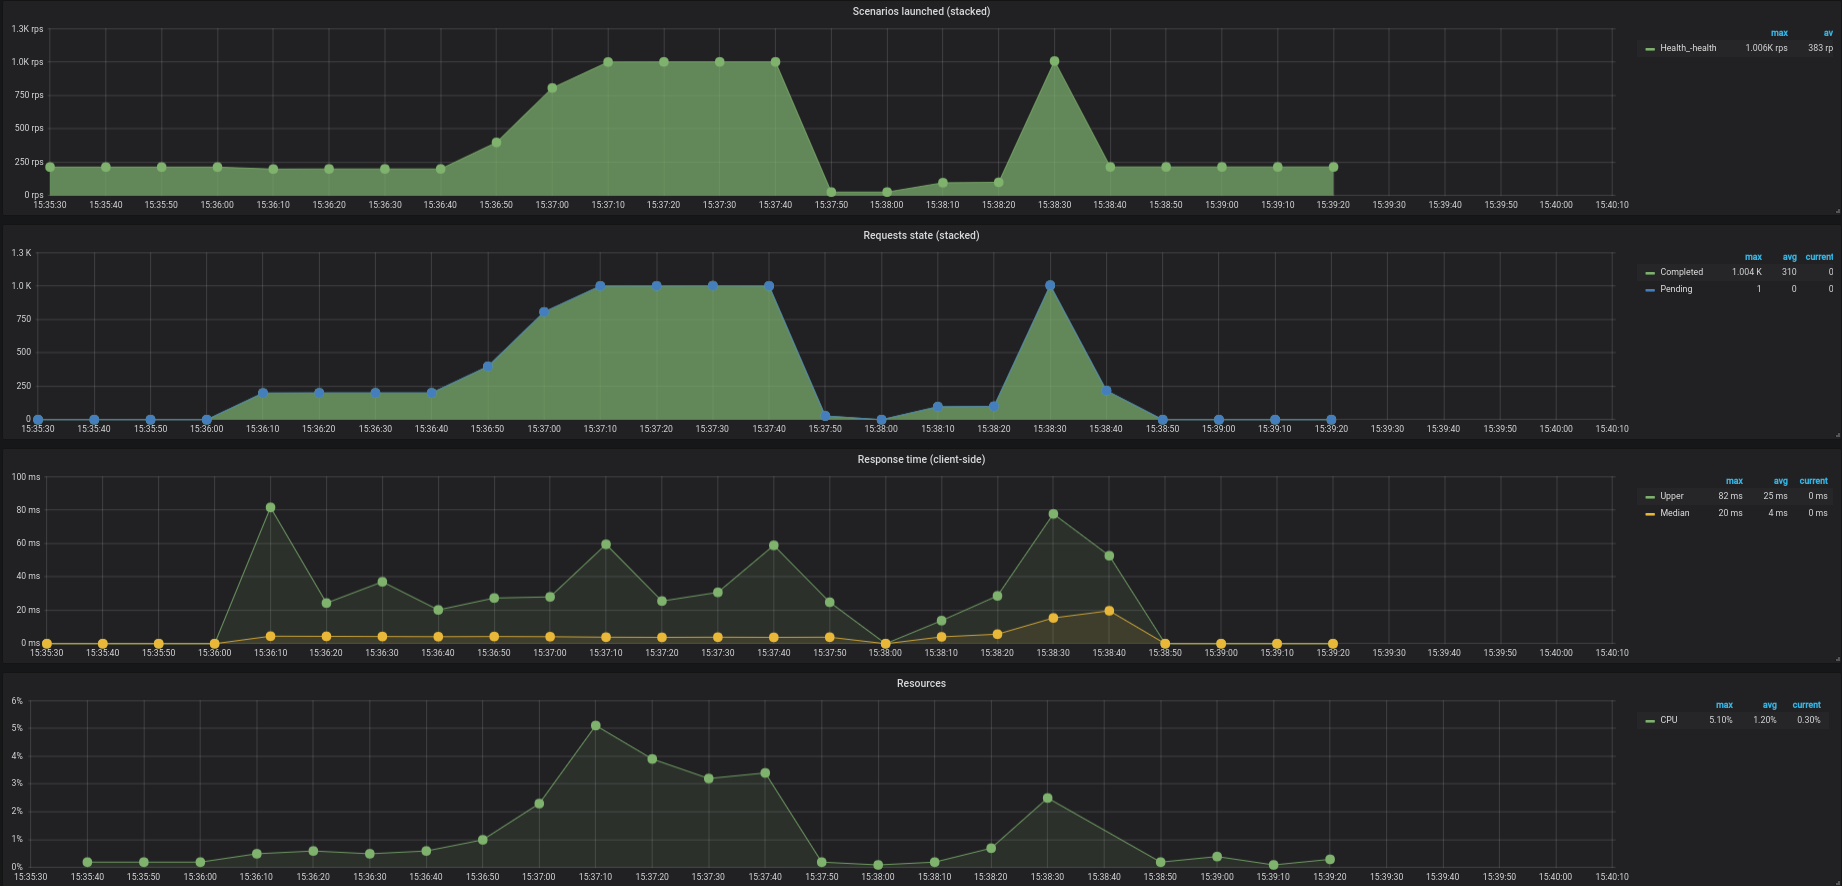 Scenarios launched (stacked)
1.3K rps
1.0K rps
750 rps
500 rps
250 rps
0 rps
15:35:30 15:35:40 15:35:50 15:36:00 15:36:10 15:36:20 15:36:30 15:36:40 15:36:50 15:37:00 15:37:10 15:37:20 15:37:30 15:37:40 15:37:50 15:38:00 15:38:10 15:38:20 15:38:30 15:38:40 15:38:50 15:39:00 15:39:10 15:39:20 15:39:30 15:39:40 15:39:50 15:40:00 15:40:10
max av
Health_-health 1.006K rps 383 rp
Requests state (stacked)
1.3 K
1.0 K
750
500
250
0
15:35:30 15:35:40 15:35:50 15:36:00 15:36:10 15:36:20 15:36:30 15:36:40 15:36:50 15:37:00 15:37:10 15:37:20 15:37:30 15:37:40 15:37:50 15:38:00 15:38:10 15:38:20 15:38:30 15:38:40 15:38:50 15:39:00 15:39:10 15:39:20 15:39:30 15:39:40 15:39:50 15:40:00 15:40:10
max avg current
Completed 1.004 K 310 0
Pending 1 0 0
Response time (client-side)
100 ms
80 ms
60 ms
40 ms
20 ms
0 ms
15:35:30 15:35:40 15:35:50 15:36:00 15:36:10 15:36:20 15:36:30 15:36:40 15:36:50 15:37:00 15:37:10 15:37:20 15:37:30 15:37:40 15:37:50 15:38:00 15:38:10 15:38:20 15:38:30 15:38:40 15:38:50 15:39:00 15:39:10 15:39:20 15:39:30 15:39:40 15:39:50 15:40:00 15:40:10
max avg current
Upper 82 ms 25 ms 0 ms
Median 20 ms 4 ms 0 ms
Resources
6%
5%
4%
3%
2%
1%
0%
15:35:30 15:35:40 15:35:50 15:36:00 15:36:10 15:36:20 15:36:30 15:36:40 15:36:50 15:37:00 15:37:10 15:37:20 15:37:30 15:37:40 15:37:50 15:38:00 15:38:10 15:38:20 15:38:30 15:38:40 15:38:50 15:39:00 15:39:10 15:39:20 15:39:30 15:39:40 15:39:50 15:40:00 15:40:10
max avg current
CPU 5.10% 1.20% 0.30%